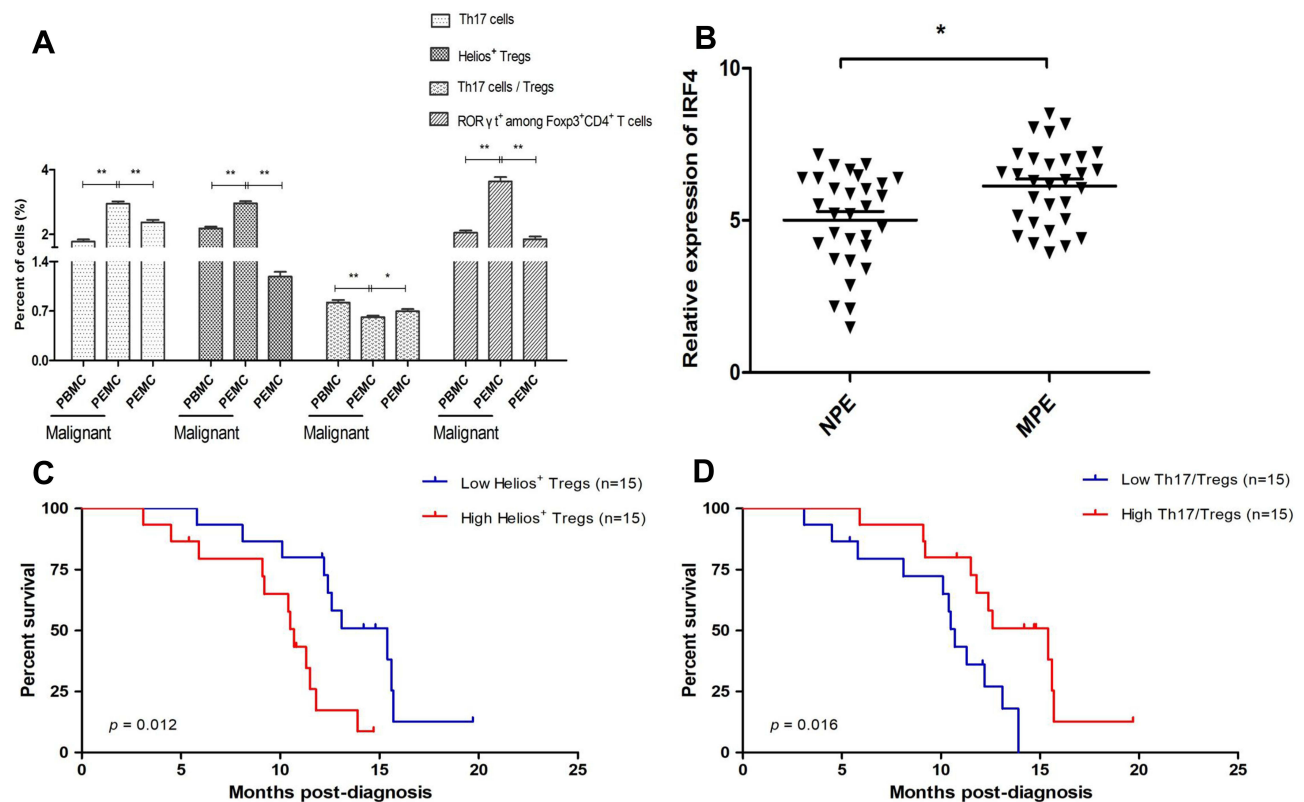 A
Th17 cells
Helios+ Tregs
Th17 cells / Tregs
RORγt+ among Foxp3+CD4+ T cells
Percent of cells (%)
4
2
1.4
0.7
0.0
** **
** **
** *
** **
PBMC PEMC PEMC
PBMC PEMC PEMC
PBMC PEMC PEMC
PBMC PEMC PEMC
Malignant Malignant Malignant Malignant
B
*
Relative expression of IRF4
10
5
0
NPE MPE
C
Low Helios+ Tregs (n=15)
High Helios+ Tregs (n=15)
Percent survival
100
75
50
25
0
p = 0.012
0 5 10 15 20 25
Months post-diagnosis
D
Low Th17/Tregs (n=15)
High Th17/Tregs (n=15)
Percent survival
100
75
50
25
0
p = 0.016
0 5 10 15 20 25
Months post-diagnosis